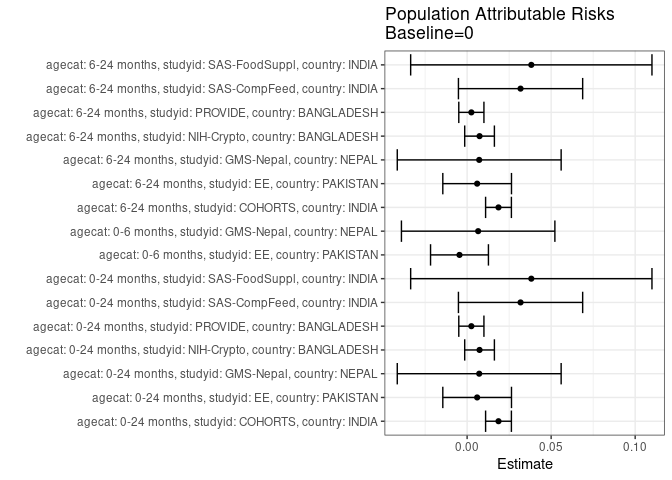 Population Attributable Risks
Baseline=0
agecat: 6-24 months, studyid: SAS-FoodSuppl, country: INDIA
agecat: 6-24 months, studyid: SAS-CompFeed, country: INDIA
agecat: 6-24 months, studyid: PROVIDE, country: BANGLADESH
agecat: 6-24 months, studyid: NIH-Crypto, country: BANGLADESH
agecat: 6-24 months, studyid: GMS-Nepal, country: NEPAL
agecat: 6-24 months, studyid: EE, country: PAKISTAN
agecat: 6-24 months, studyid: COHORTS, country: INDIA
agecat: 0-6 months, studyid: GMS-Nepal, country: NEPAL
agecat: 0-6 months, studyid: EE, country: PAKISTAN
agecat: 0-24 months, studyid: SAS-FoodSuppl, country: INDIA
agecat: 0-24 months, studyid: SAS-CompFeed, country: INDIA
agecat: 0-24 months, studyid: PROVIDE, country: BANGLADESH
agecat: 0-24 months, studyid: NIH-Crypto, country: BANGLADESH
agecat: 0-24 months, studyid: GMS-Nepal, country: NEPAL
agecat: 0-24 months, studyid: EE, country: PAKISTAN
agecat: 0-24 months, studyid: COHORTS, country: INDIA
0.00 0.05 0.10
Estimate